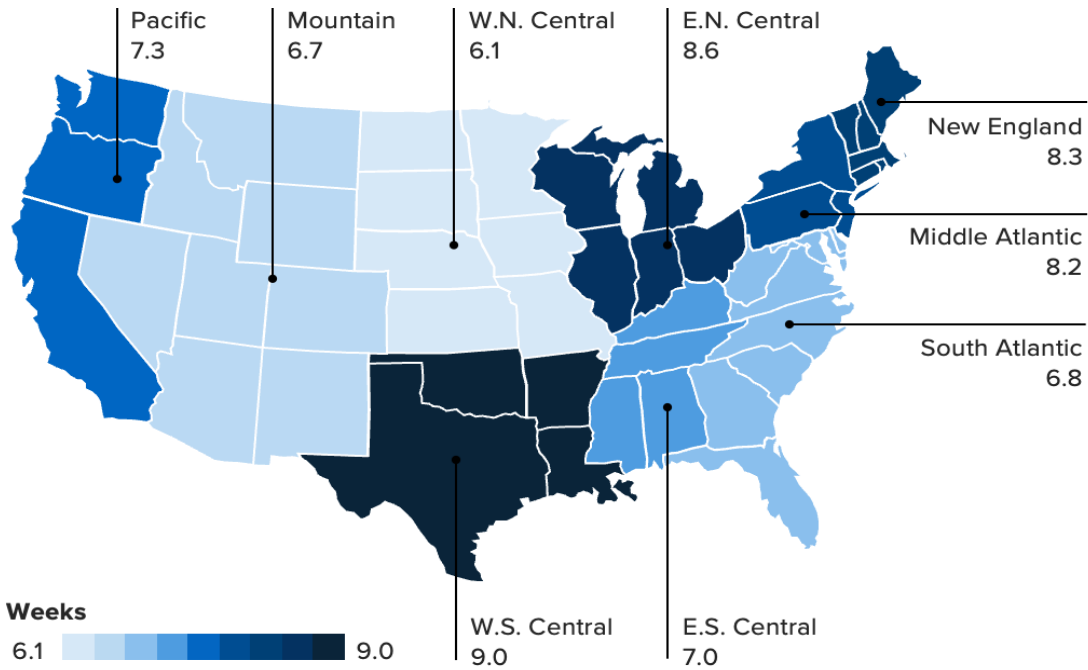 Pacific
7.3
Mountain
6.7
W.N. Central
6.1
E.N. Central
8.6
New England
8.3
Middle Atlantic
8.2
South Atlantic
6.8
Weeks
6.1
9.0
W.S. Central
9.0
E.S. Central
7.0